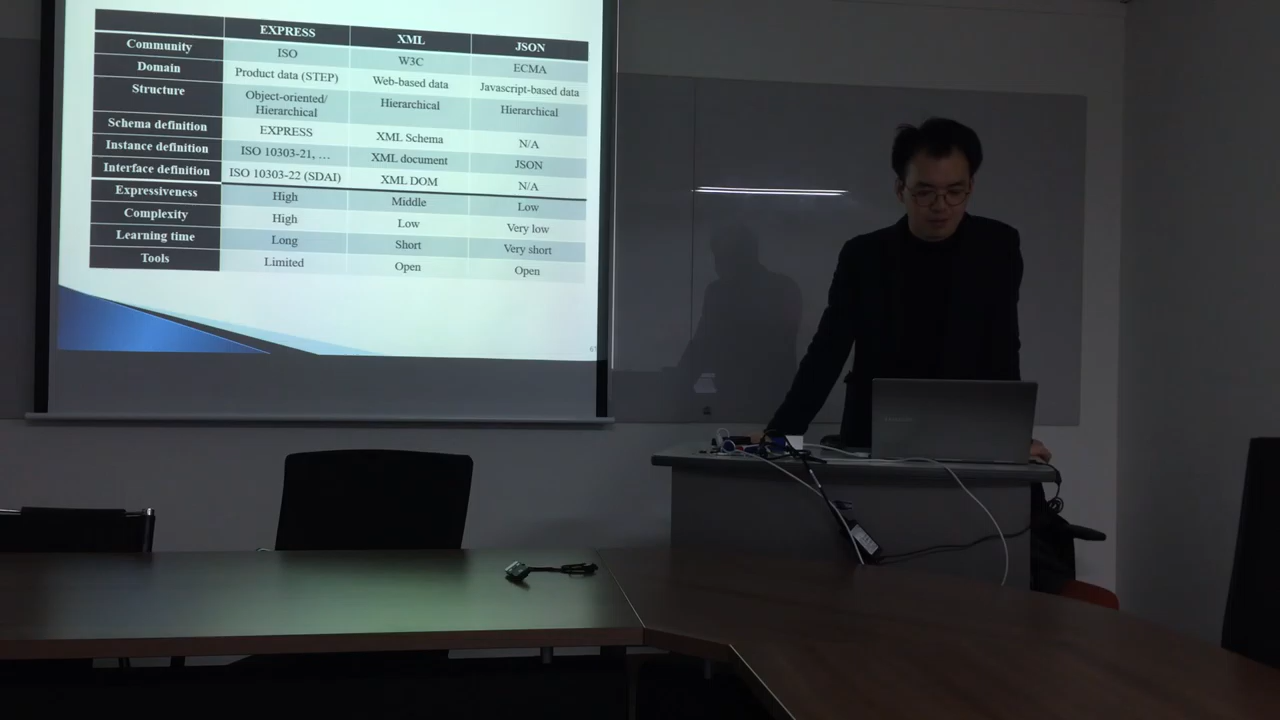 EXPRESS XML JSON
Community ISO W3C ECMA
Domain Product data (STEP) Web-based data Javascript-based data
Structure Object-oriented/ Hierarchical Hierarchical Hierarchical
Schema definition EXPRESS XML Schema N/A
Instance definition ISO 10303-21, … XML document JSON
Interface definition ISO 10303-22 (SDAI) XML DOM N/A
Expressiveness High Middle Low
Complexity High Low Very low
Learning time Long Short Very short
Tools Limited Open Open